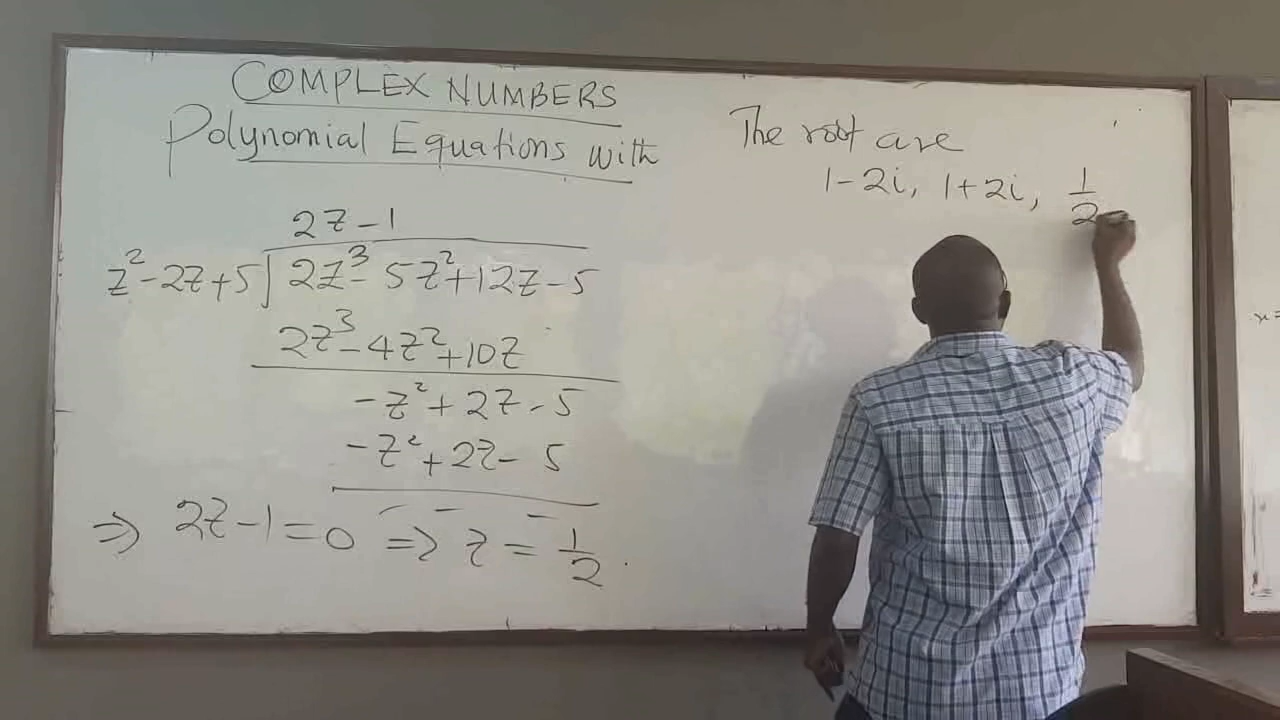 COMPLEX NUMBERS
Polynomial Equations with
2z - 1
z² - 2z + 5 ) 2z³ - 5z² + 12z - 5
2z³ - 4z² + 10z
- z² + 2z - 5
- z² + 2z - 5
- - -
⇒ 2z - 1 = 0 ⇒ z = 1/2.
The root are
1 - 2i, 1 + 2i, 1/2
x =